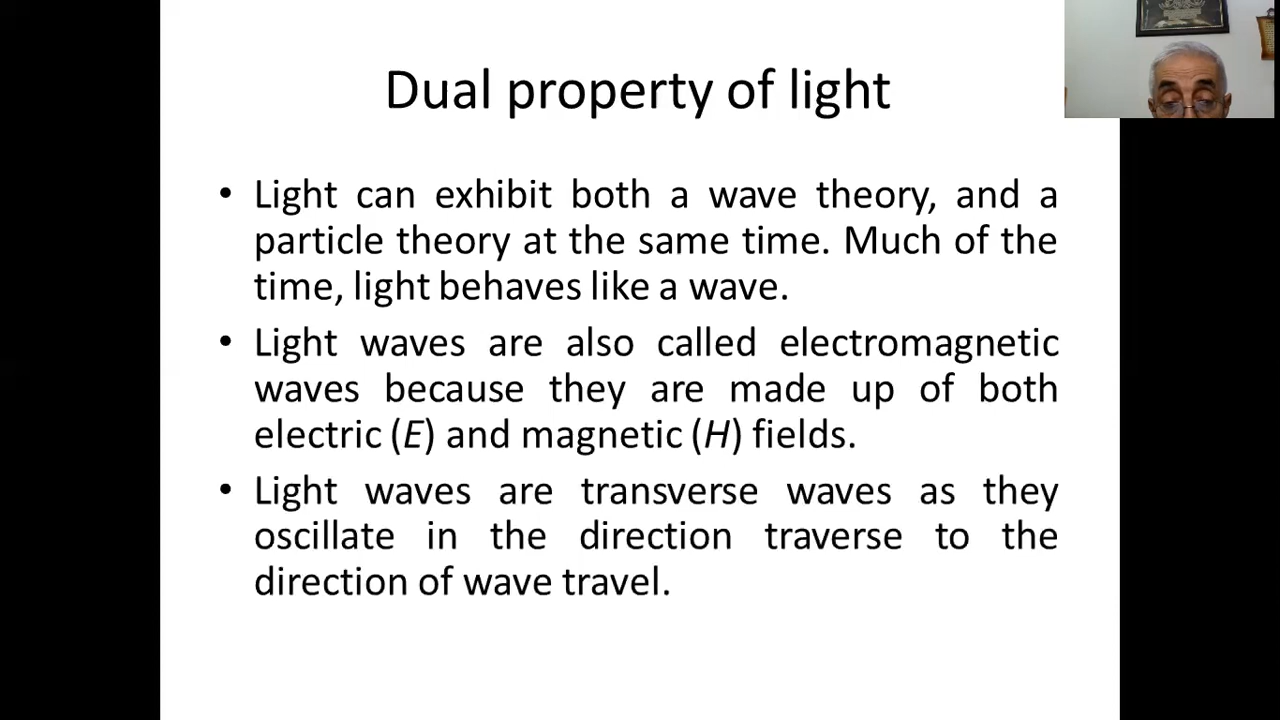 Dual property of light
• Light can exhibit both a wave theory, and a
particle theory at the same time. Much of the
time, light behaves like a wave.
• Light waves are also called electromagnetic
waves because they are made up of both
electric (E) and magnetic (H) fields.
• Light waves are transverse waves as they
oscillate in the direction traverse to the
direction of wave travel.